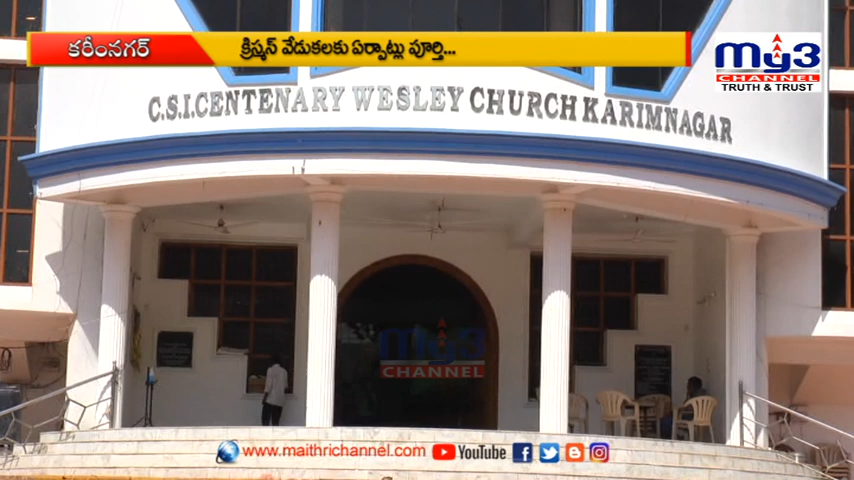 కరీంనగర్ క్రిస్మస్ వేడుకలకు ఏర్పాట్లు పూర్తి...
my3
CHANNEL
TRUTH & TRUST
C.S.I.CENTENARY WESLEY CHURCH KARIMNAGAR
my3
CHANNEL
www.maithrichannel.com YouTube